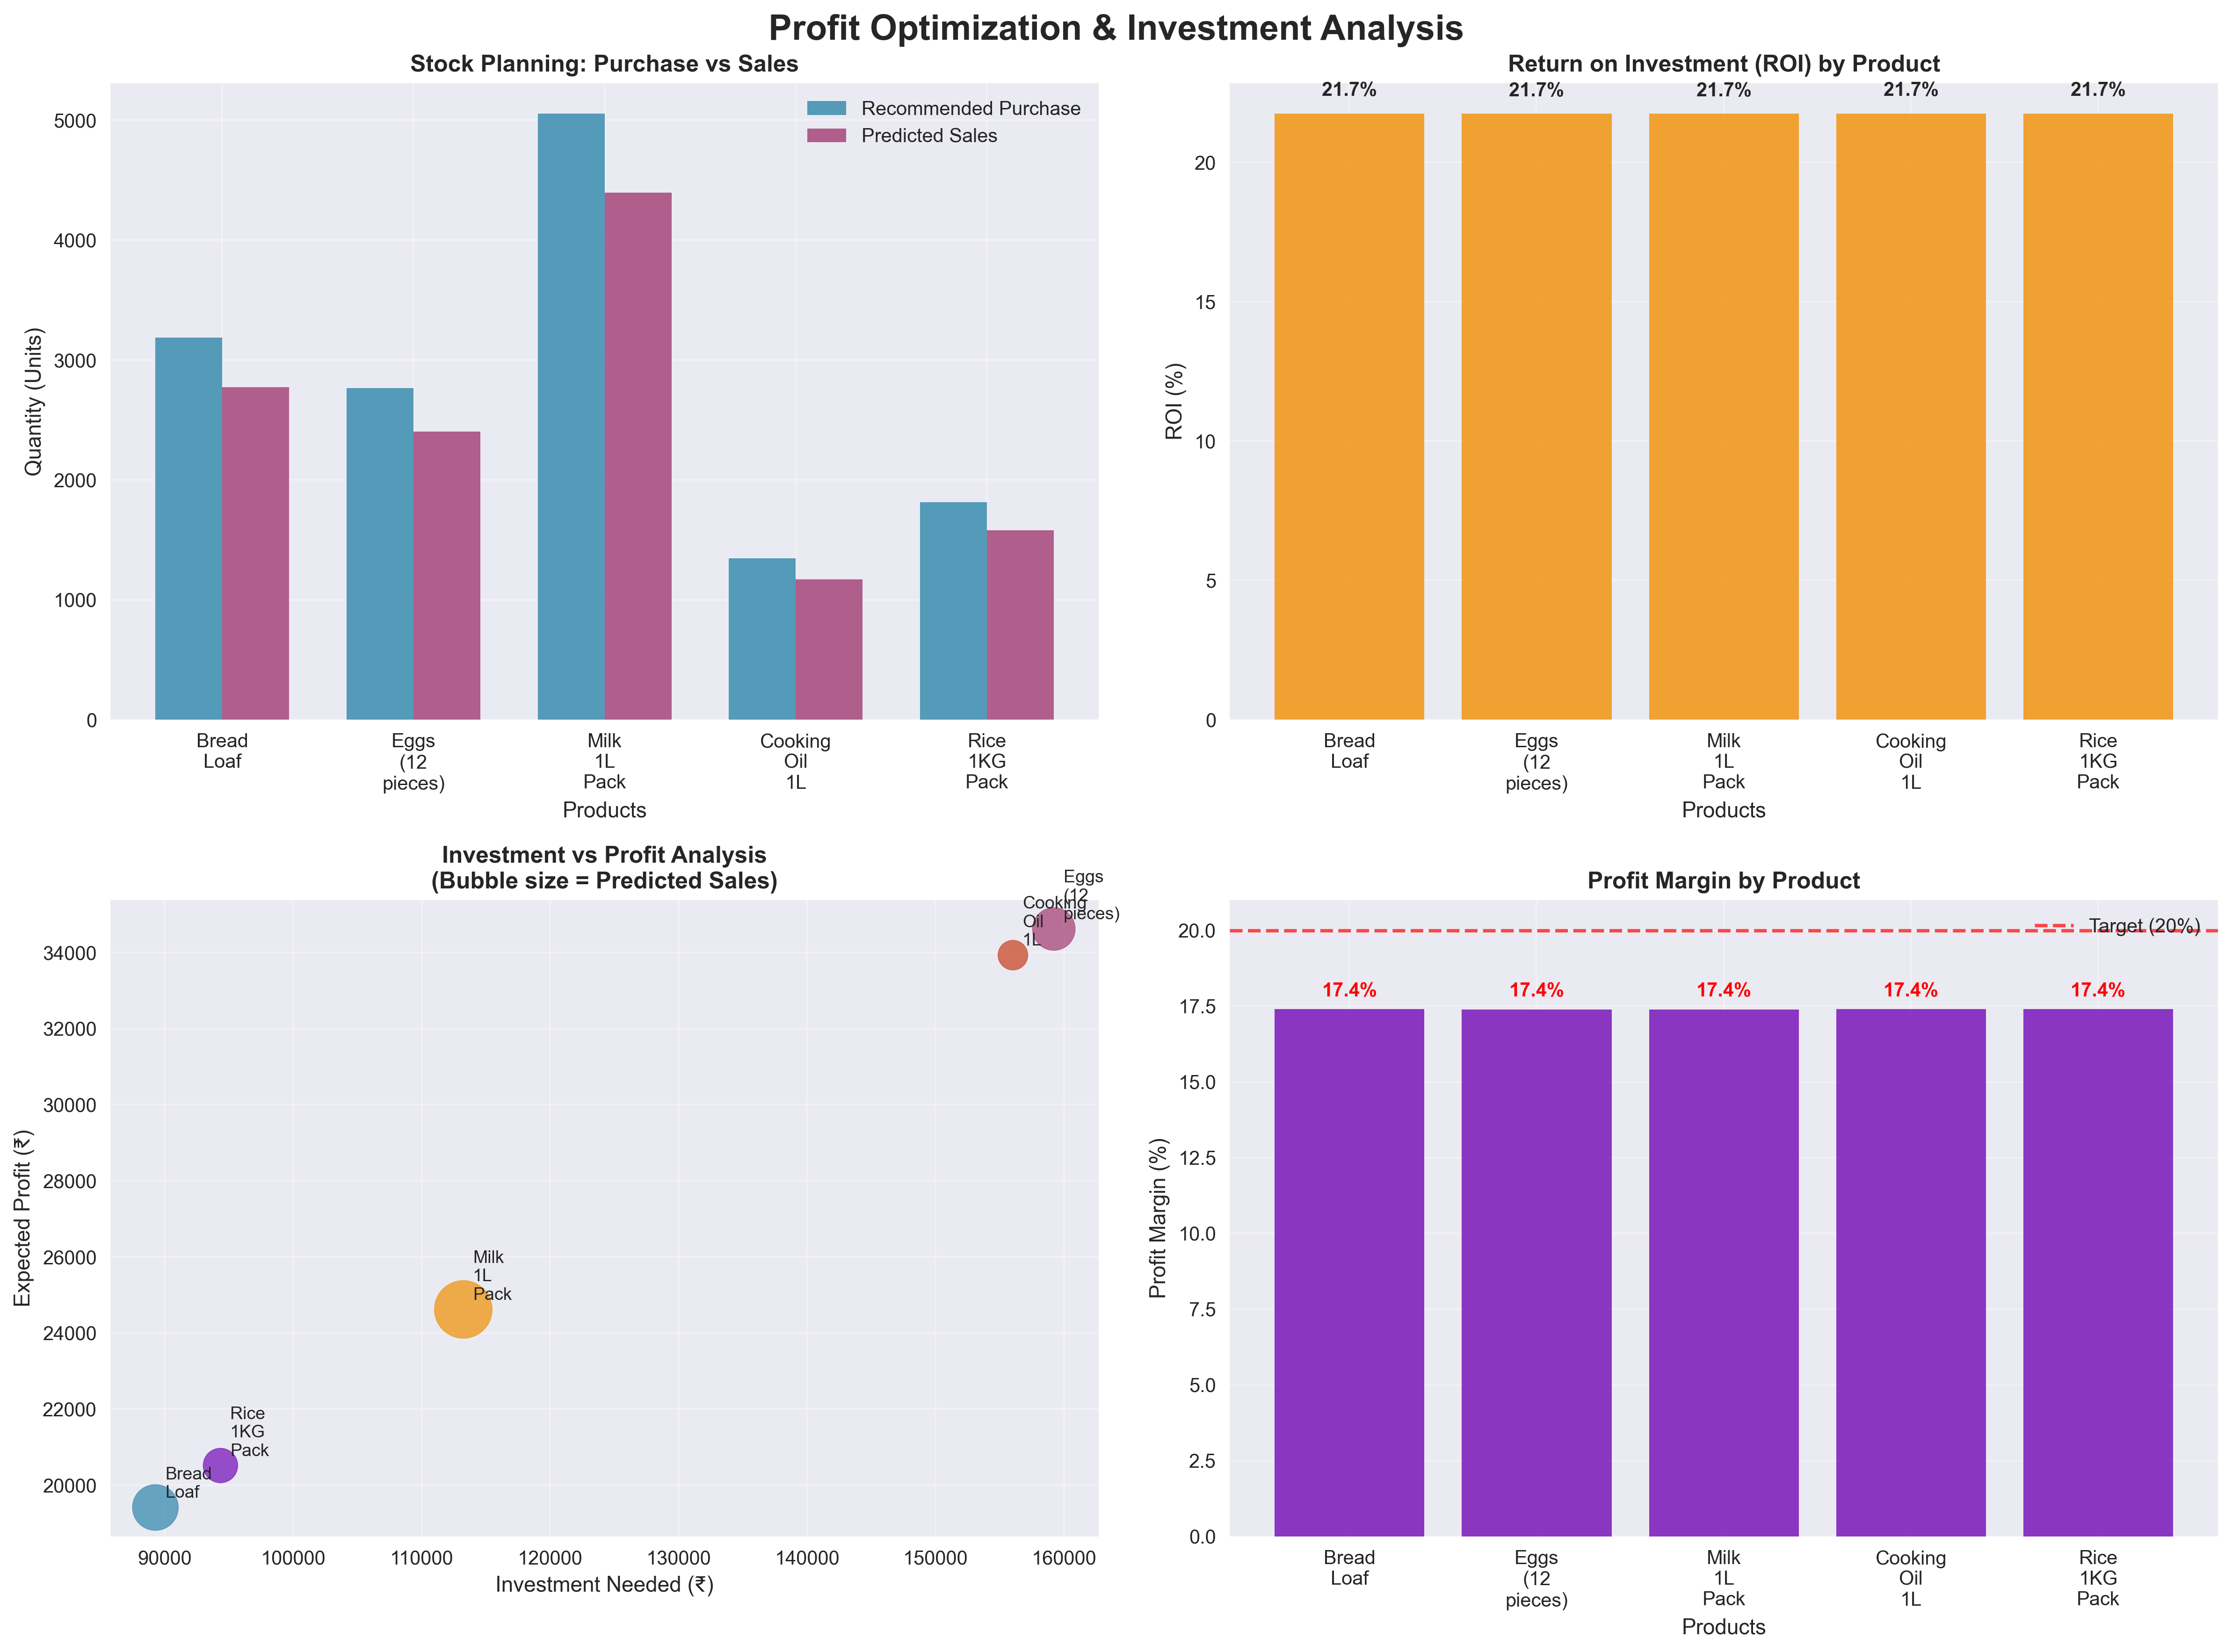 Profit Optimization & Investment Analysis
Stock Planning: Purchase vs Sales
Recommended Purchase
Predicted Sales
Quantity (Units)
5000
4000
3000
2000
1000
0
Bread
Loaf
Eggs
(12
pieces)
Milk
1L
Pack
Cooking
Oil
1L
Rice
1KG
Pack
Products
Return on Investment (ROI) by Product
21.7%
21.7%
21.7%
21.7%
21.7%
ROI (%)
20
15
10
5
0
Bread
Loaf
Eggs
(12
pieces)
Milk
1L
Pack
Cooking
Oil
1L
Rice
1KG
Pack
Products
Investment vs Profit Analysis
(Bubble size = Predicted Sales)
Expected Profit (₹)
34000
32000
30000
28000
26000
24000
22000
20000
Eggs
(12
pieces)
Cooking
Oil
1L
Milk
1L
Pack
Rice
1KG
Pack
Bread
Loaf
90000
100000
110000
120000
130000
140000
150000
160000
Investment Needed (₹)
Profit Margin by Product
Target (20%)
17.4%
17.4%
17.4%
17.4%
17.4%
Profit Margin (%)
20.0
17.5
15.0
12.5
10.0
7.5
5.0
2.5
0.0
Bread
Loaf
Eggs
(12
pieces)
Milk
1L
Pack
Cooking
Oil
1L
Rice
1KG
Pack
Products